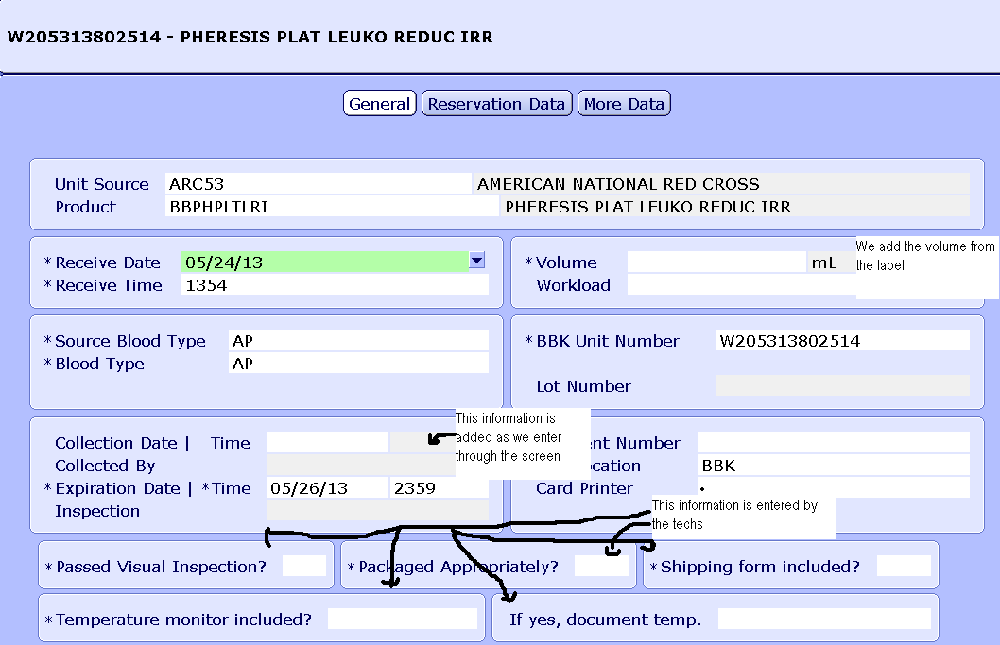 W205313802514 - PHERESIS PLAT LEUKO REDUC IRR
General Reservation Data More Data
Unit Source ARC53 AMERICAN NATIONAL RED CROSS
Product BBPHPLTLRI PHERESIS PLAT LEUKO REDUC IRR
*Receive Date 05/24/13
*Receive Time 1354
*Volume mL
Workload
We add the volume from
the label
*Source Blood Type AP
*Blood Type AP
*BBK Unit Number W205313802514
Lot Number
Collection Date | Time
Collected By
*Expiration Date | *Time 05/26/13 2359
Inspection
This information is
added as we enter
through the screen
ent Number
ocation BBK
Card Printer .
This information is entered by
the techs
*Passed Visual Inspection? *Packaged Appropriately? *Shipping form included?
*Temperature monitor included? If yes, document temp.